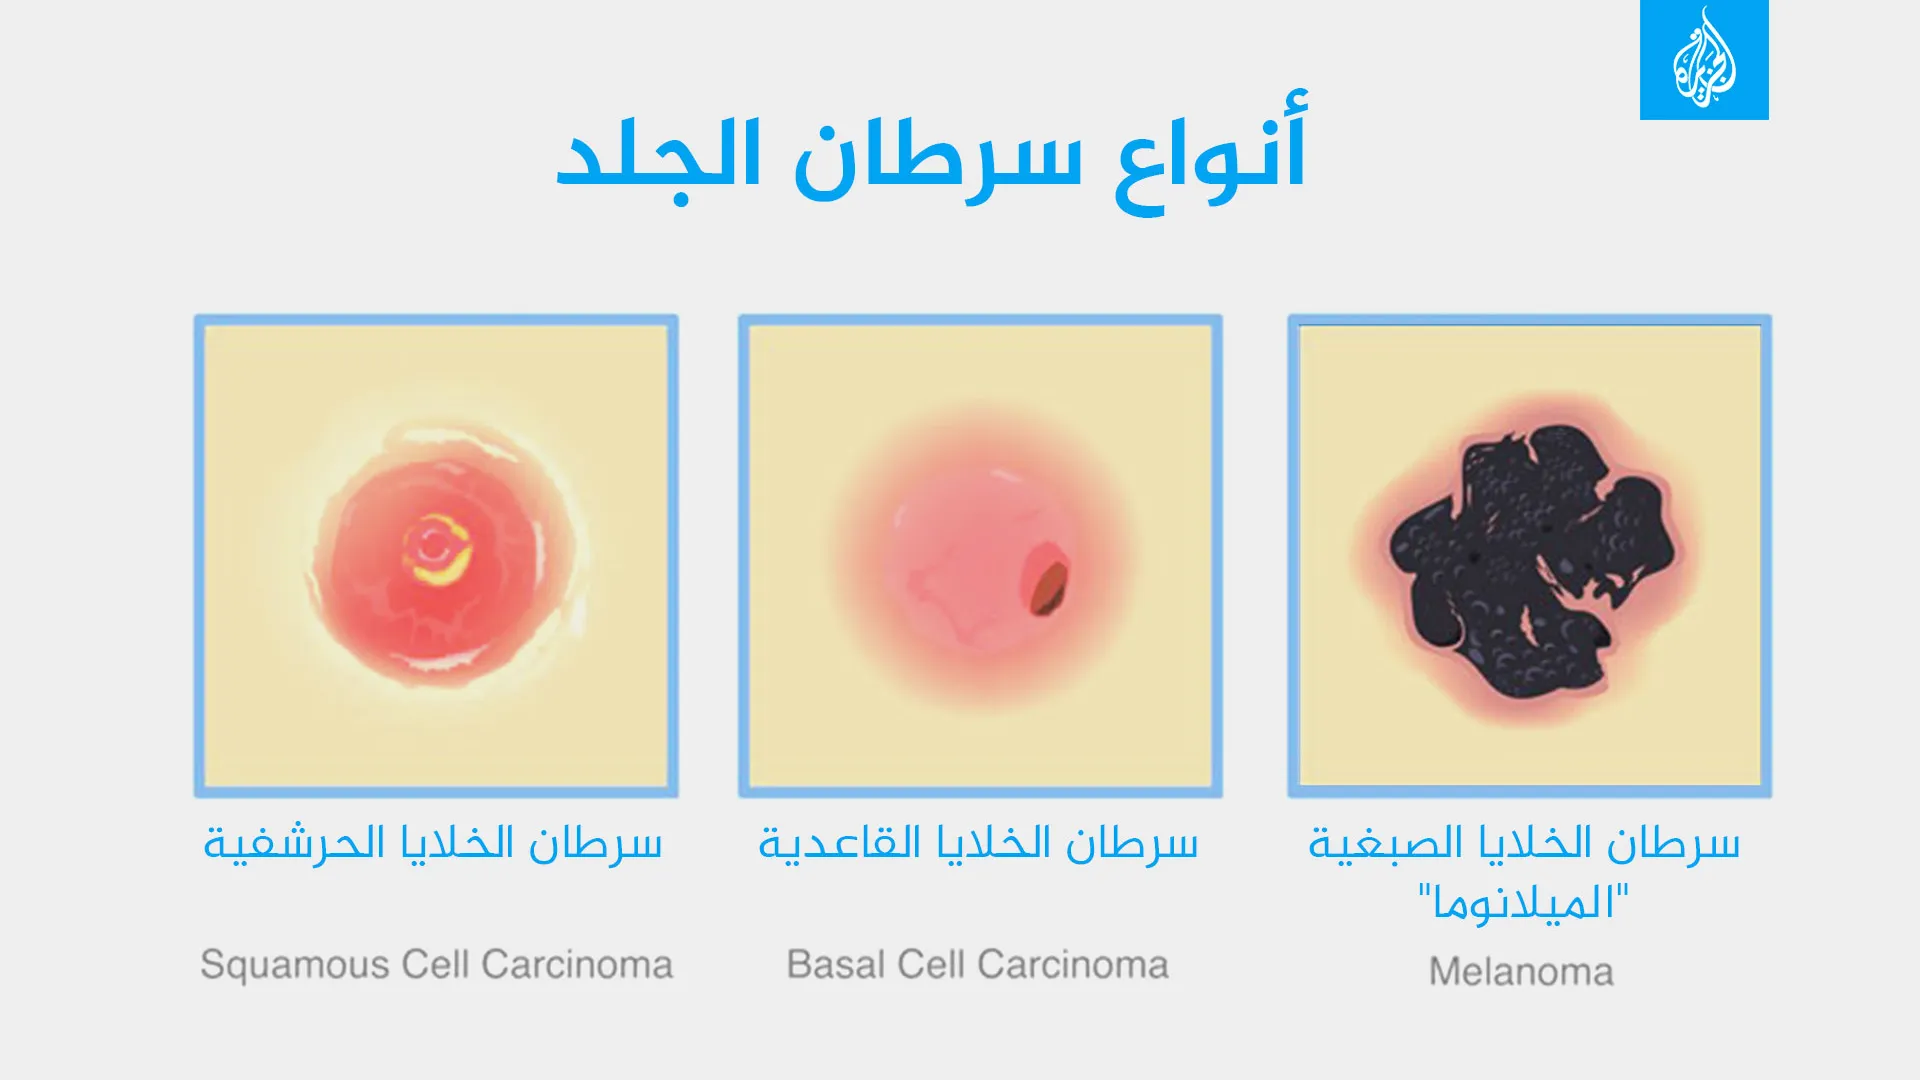 الجزيرة
أنواع سرطان الجلد
سرطان الخلايا الصبغية
"الميلانوما"
Melanoma
سرطان الخلايا القاعدية
Basal Cell Carcinoma
سرطان الخلايا الحرشفية
Squamous Cell Carcinoma